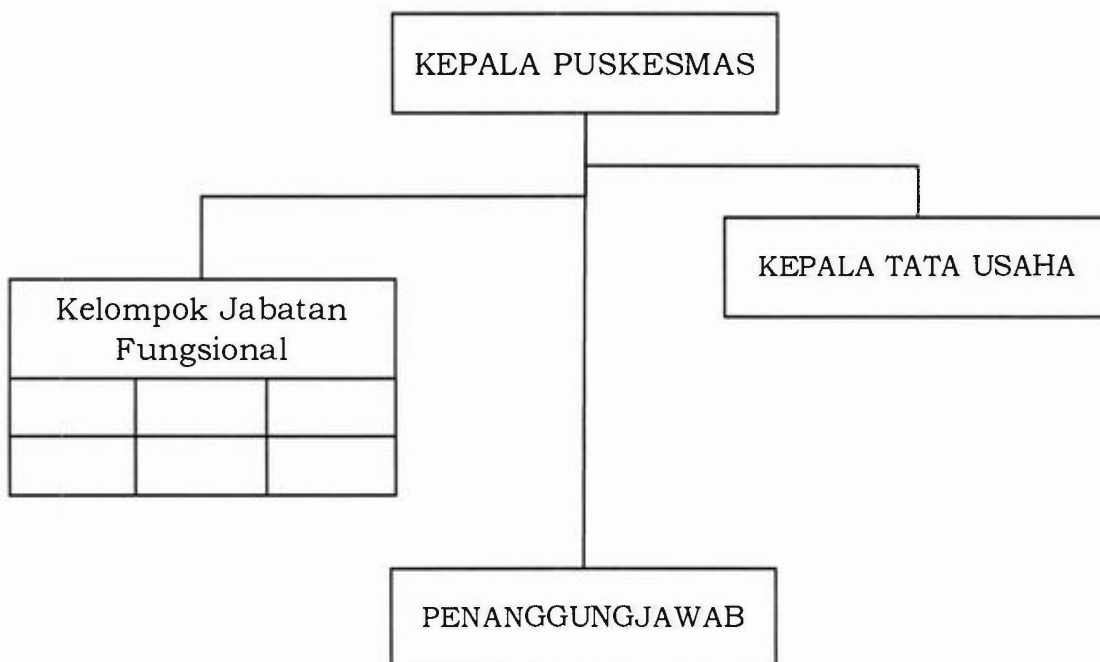 KEPALA PUSKESMAS
KEPALA TATA USAHA
Kelompok Jabatan
Fungsional
PENANGGUNGJAWAB